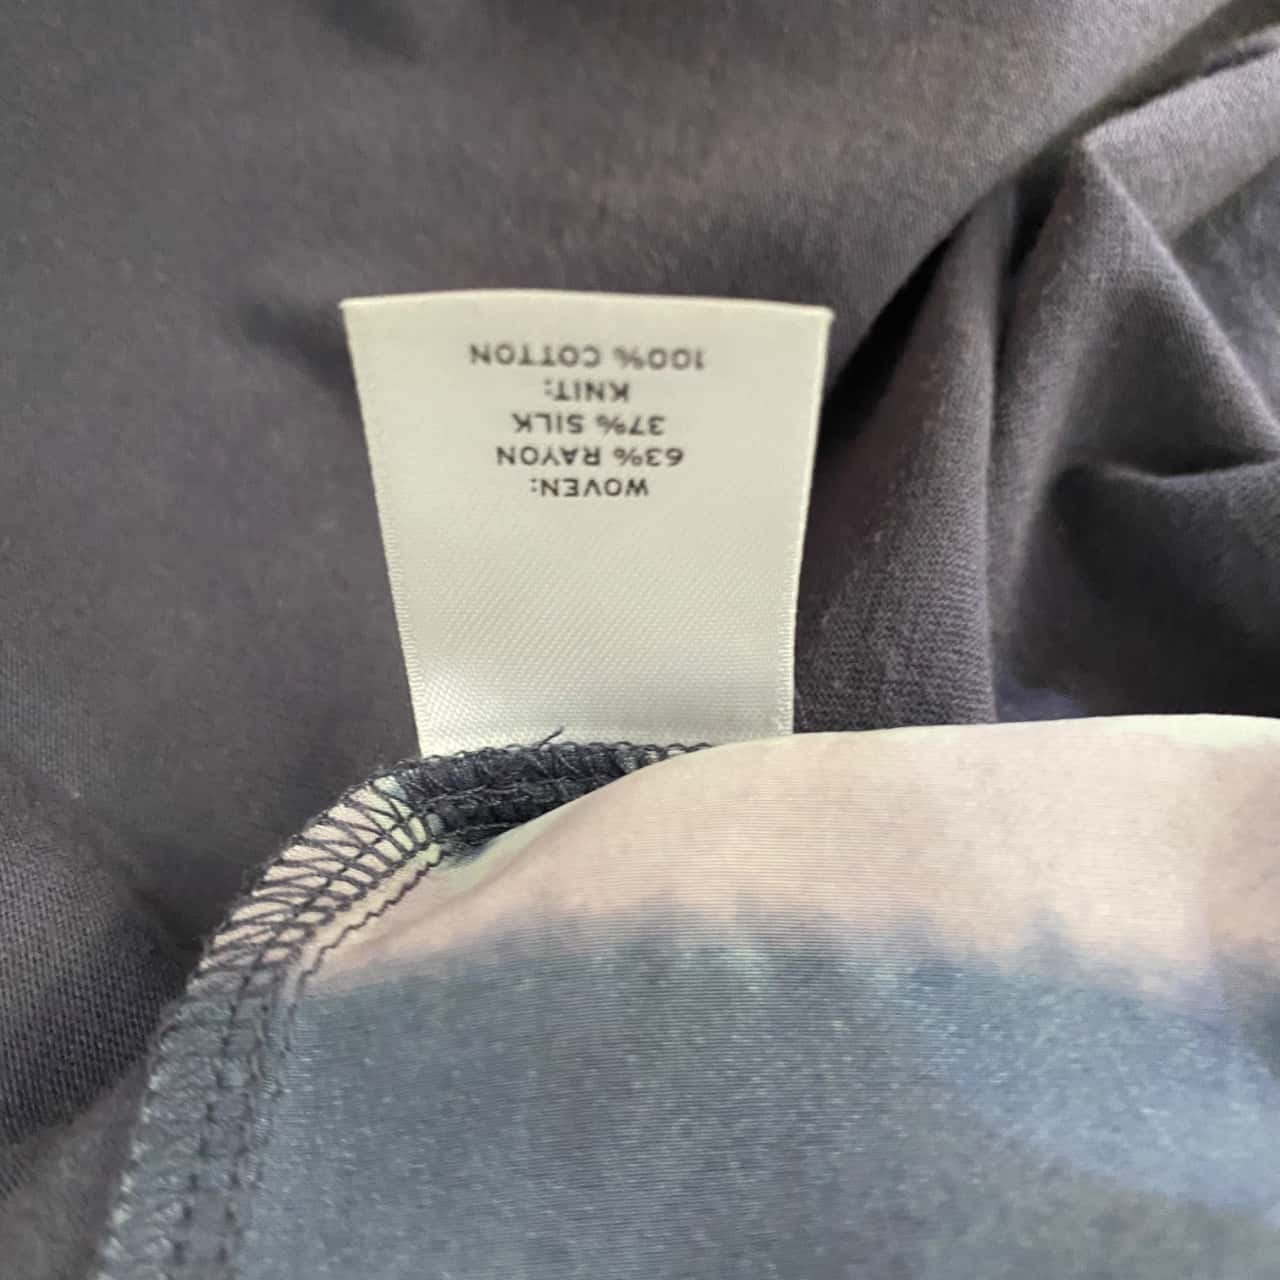 WOVEN:
63% RAYON
37% SILK
KNIT:
100% COTTON